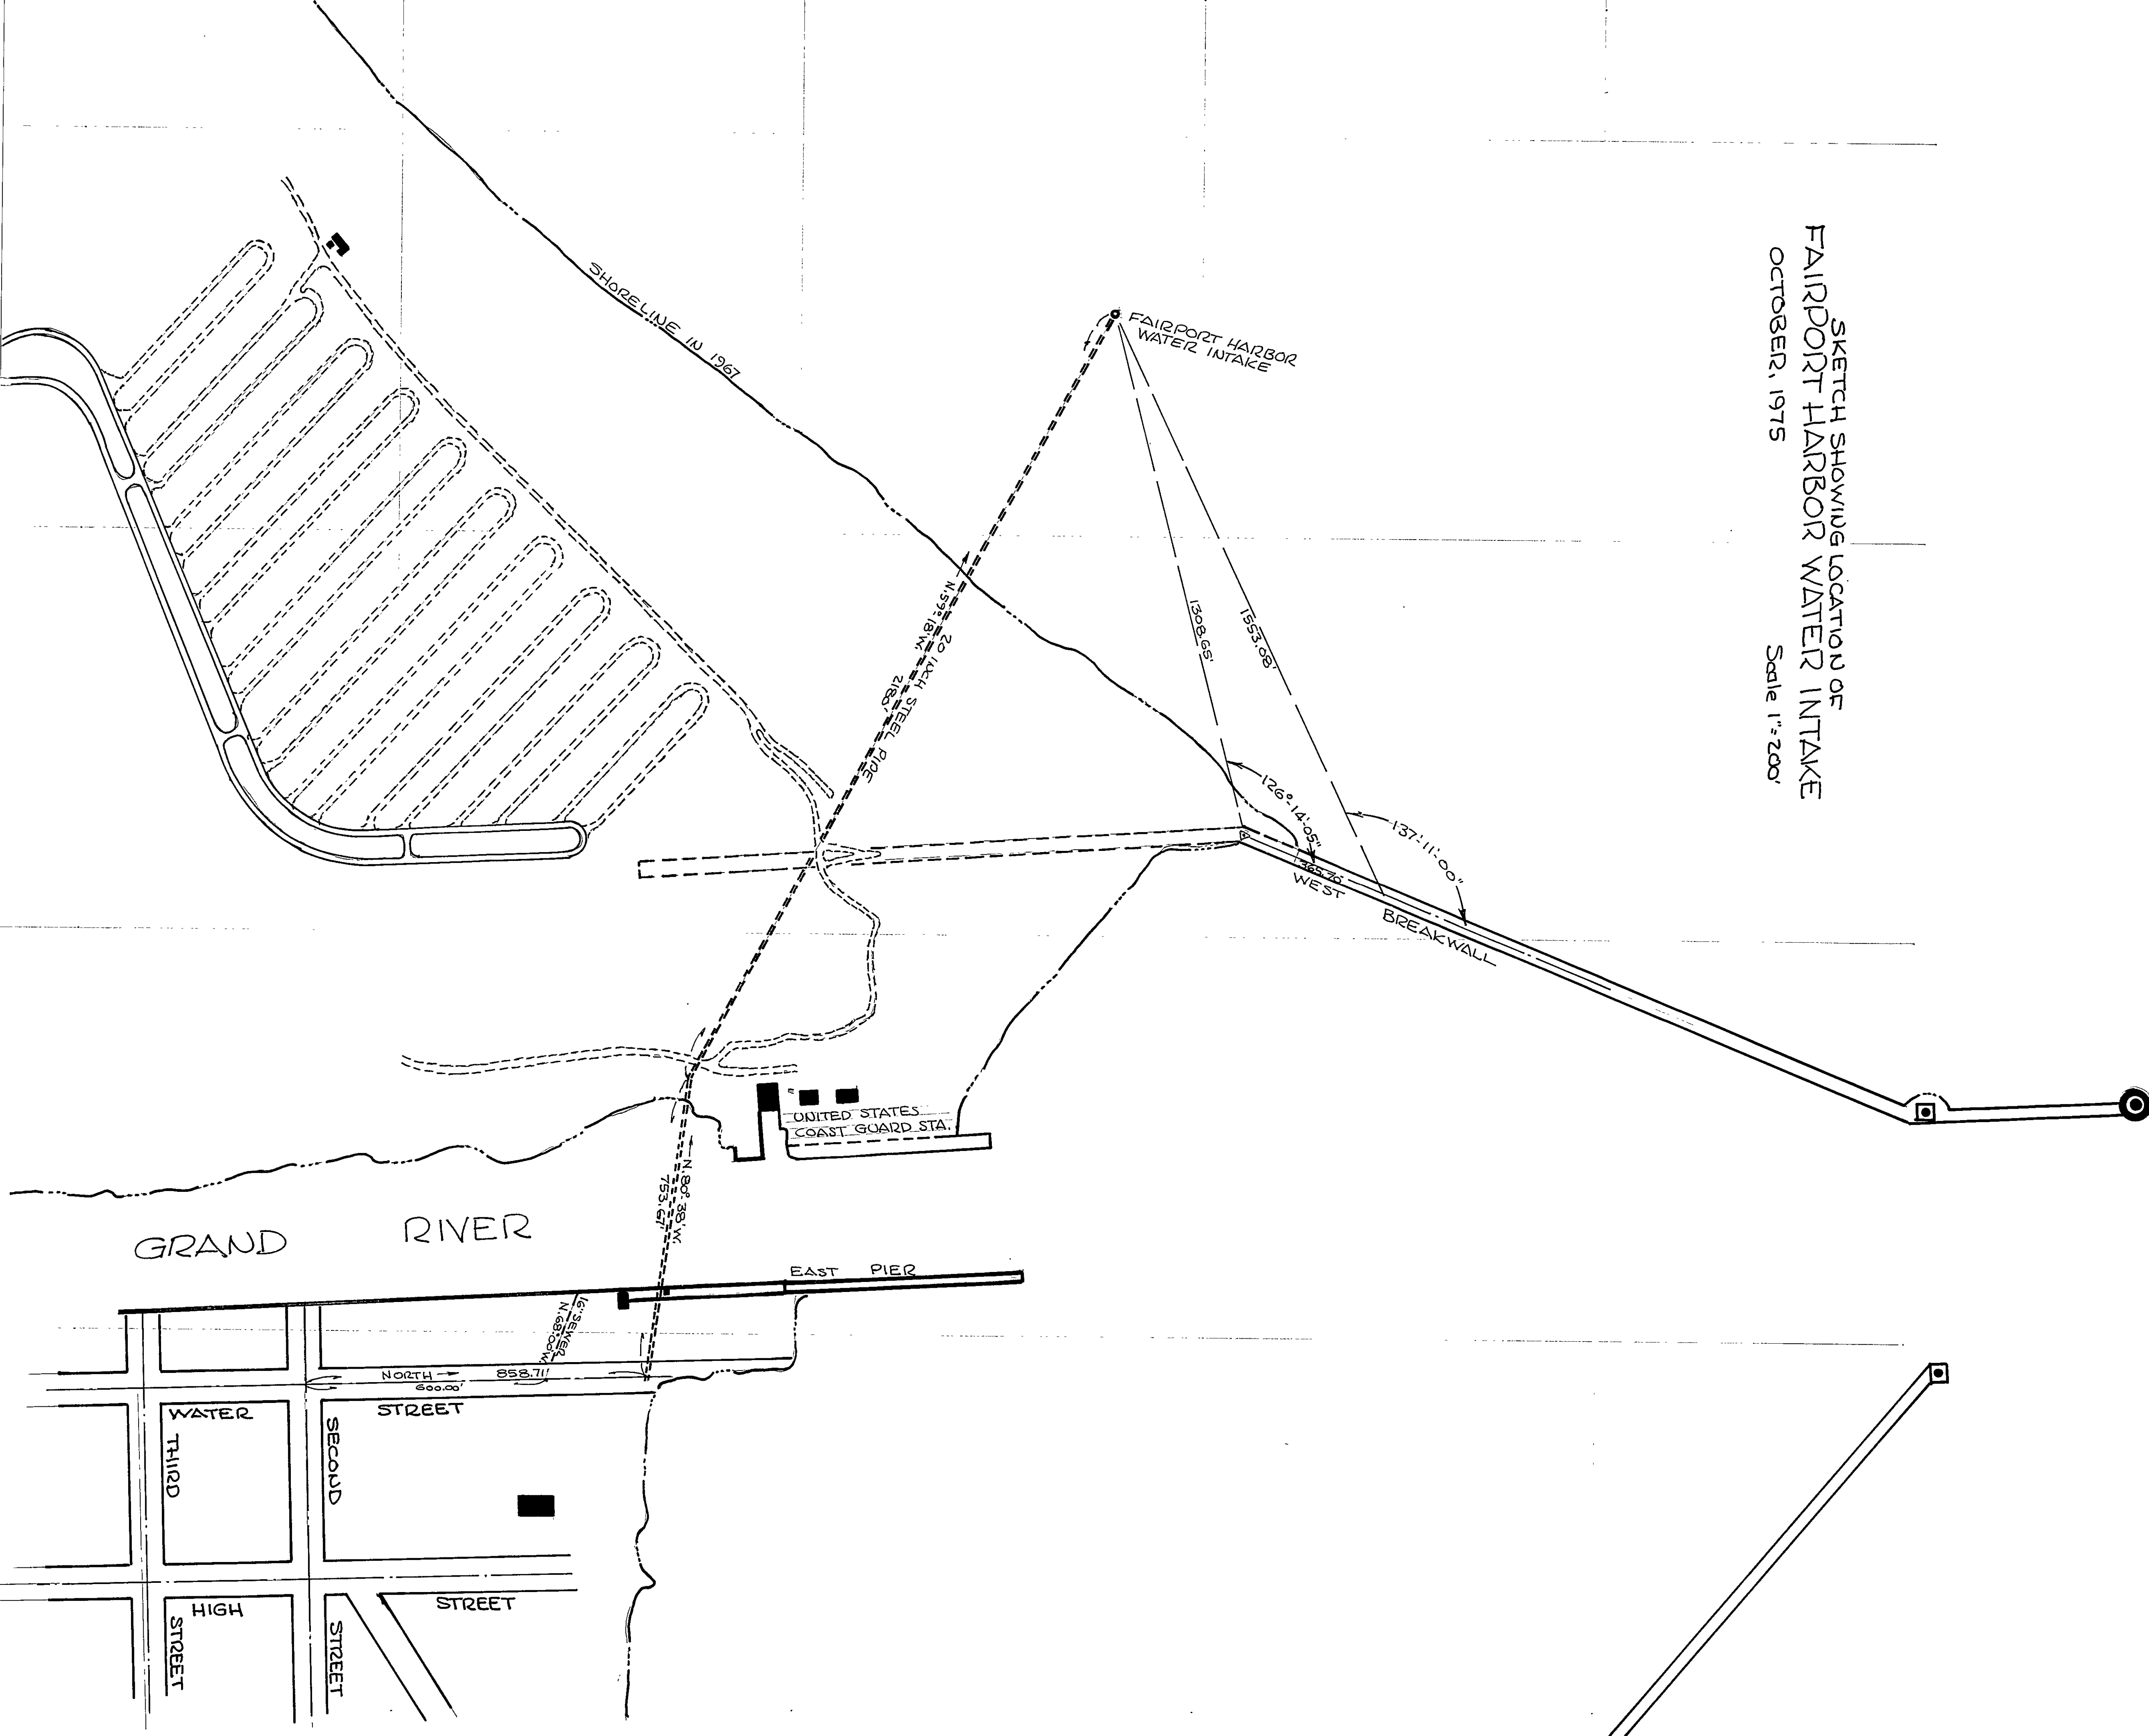 SKETCH SHOWING LOCATION OF
FAIRPORT HARBOR WATER INTAKE
OCTOBER, 1975
Scale 1"=200'
SHORELINE IN 1967
FAIRPORT HARBOR
WATER INTAKE
N.59°-18'W.
20 INCH STEEL PIPE
2180'
1308.65'
1553.08'
126°-14'-05"
137°-11'-00"
365.70'
WEST BREAKWALL
UNITED STATES
COAST GUARD STA.
N.80°-38'W.
753.67'
GRAND RIVER
EAST PIER
16" SEWER
N.68°-00'W.
NORTH 858.71'
600.00'
WATER STREET
THIRD STREET
SECOND STREET
HIGH STREET